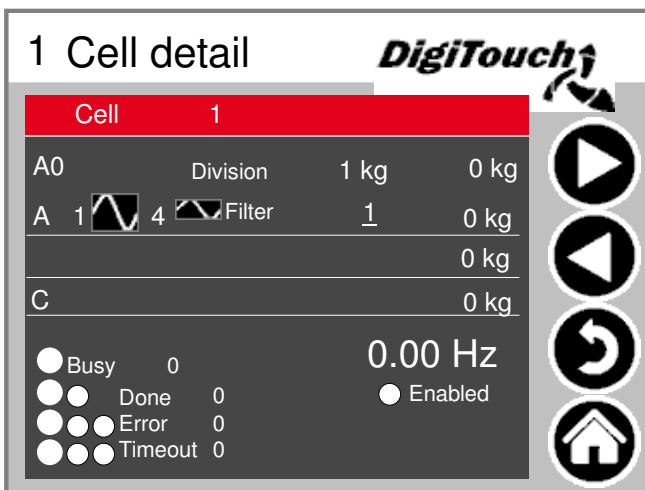 1 Cell detail
DigiTouch
Cell 1
A0 Division 1 kg 0 kg
A 1 4 Filter 1 0 kg
0 kg
C 0 kg
0.00 Hz
Busy 0
Enabled
Done 0
Error 0
Timeout 0